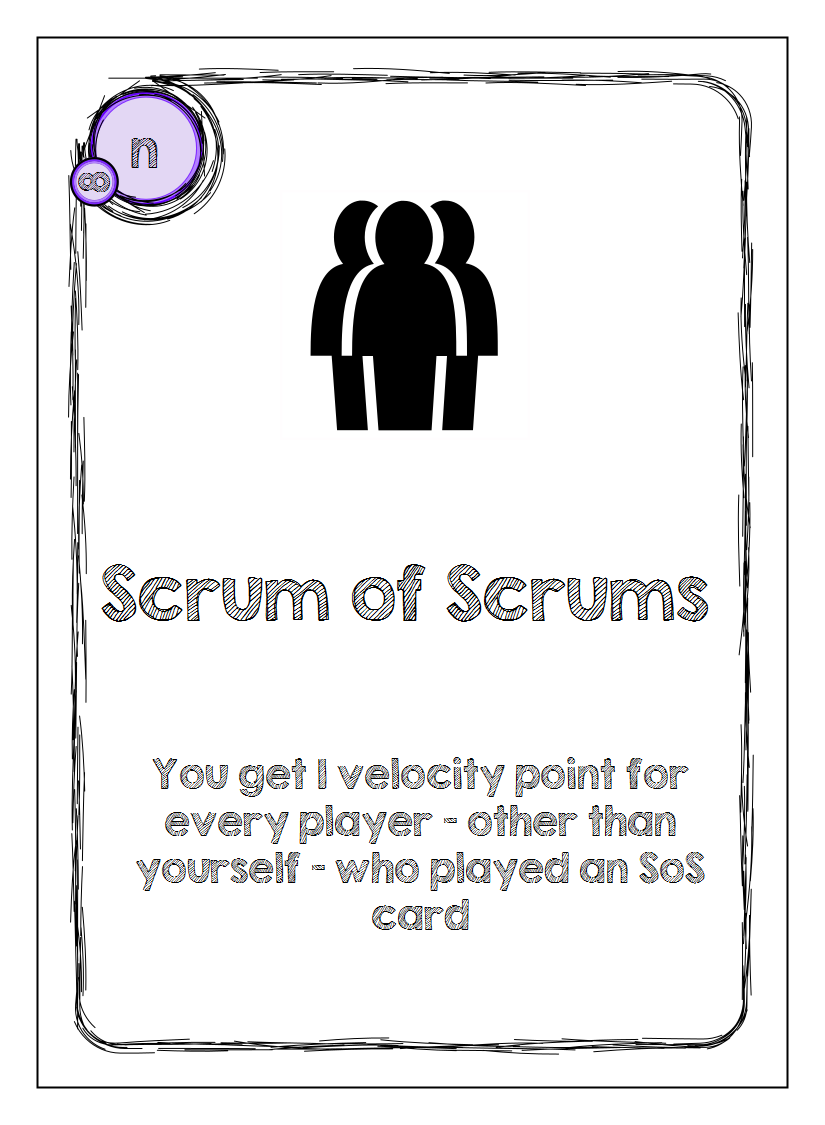 n
8
Scrum of Scrums
You get 1 velocity point for
every player - other than
yourself - who played an SoS
card